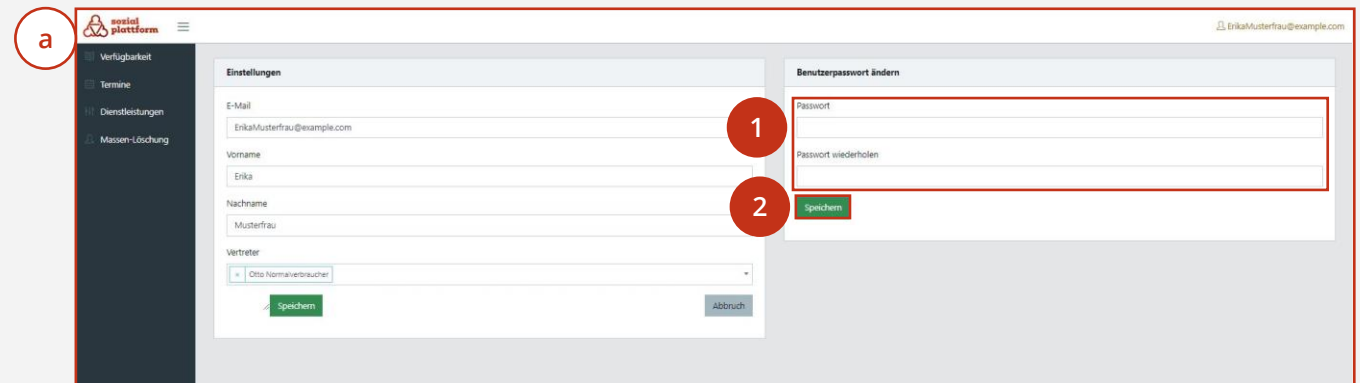 a
sozial
plattform
ErikaMusterfrau@example.com
Verfügbarkeit
Termine
Dienstleistungen
Massen-Löschung
Einstellungen
E-Mail
ErikaMusterfrau@example.com
Vorname
Erika
Nachname
Musterfrau
Vertreter
× Otto Normalverbraucher
Speichern
Abbruch
Benutzerpasswort ändern
1
Passwort
Passwort wiederholen
2
Speichern